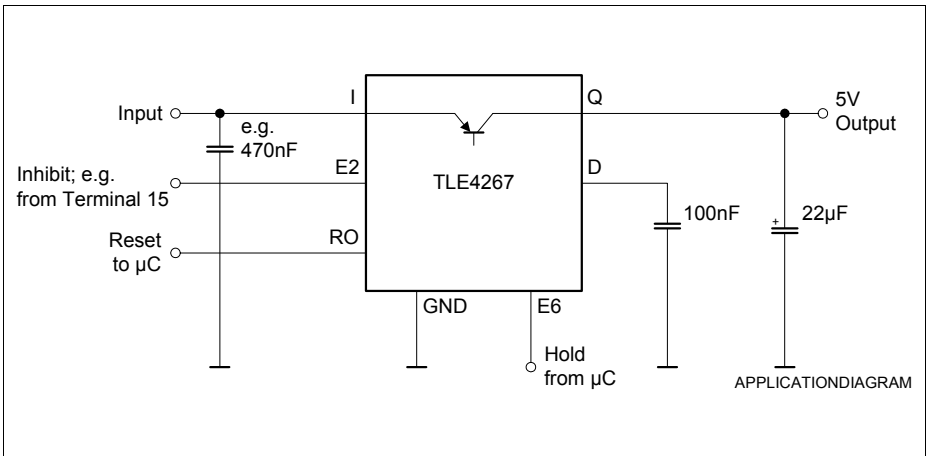 I
Q
Input
e.g.
470nF
5V
Output
Inhibit; e.g.
from Terminal 15
E2
TLE4267
D
Reset
to µC
RO
100nF
+
22µF
GND
E6
Hold
from µC
APPLICATIONDIAGRAM